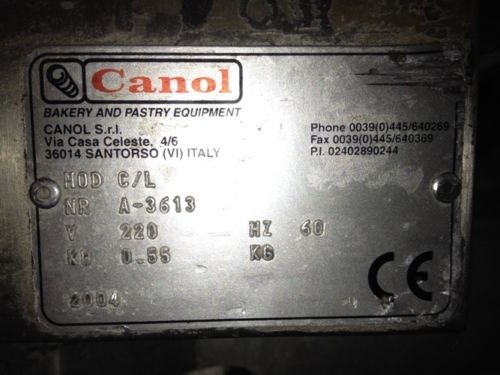 Canol
BAKERY AND PASTRY EQUIPMENT
CANOL S.r.l.
Via Casa Celeste, 4/6
36014 SANTORSO (VI) ITALY
Phone 0039(0)445/640269
Fax 0039(0)445/640369
P.I. 02402890244
MOD C/L
NR A-3613
V 220 HZ 60
KW 0.55 KG
2004
CE